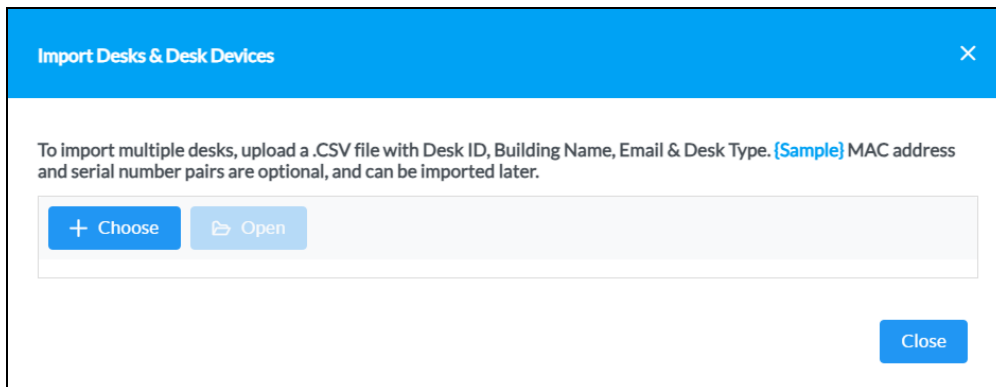 Import Desks & Desk Devices
To import multiple desks, upload a .CSV file with Desk ID, Building Name, Email & Desk Type. {Sample} MAC address
and serial number pairs are optional, and can be imported later.
+ Choose
Open
Close